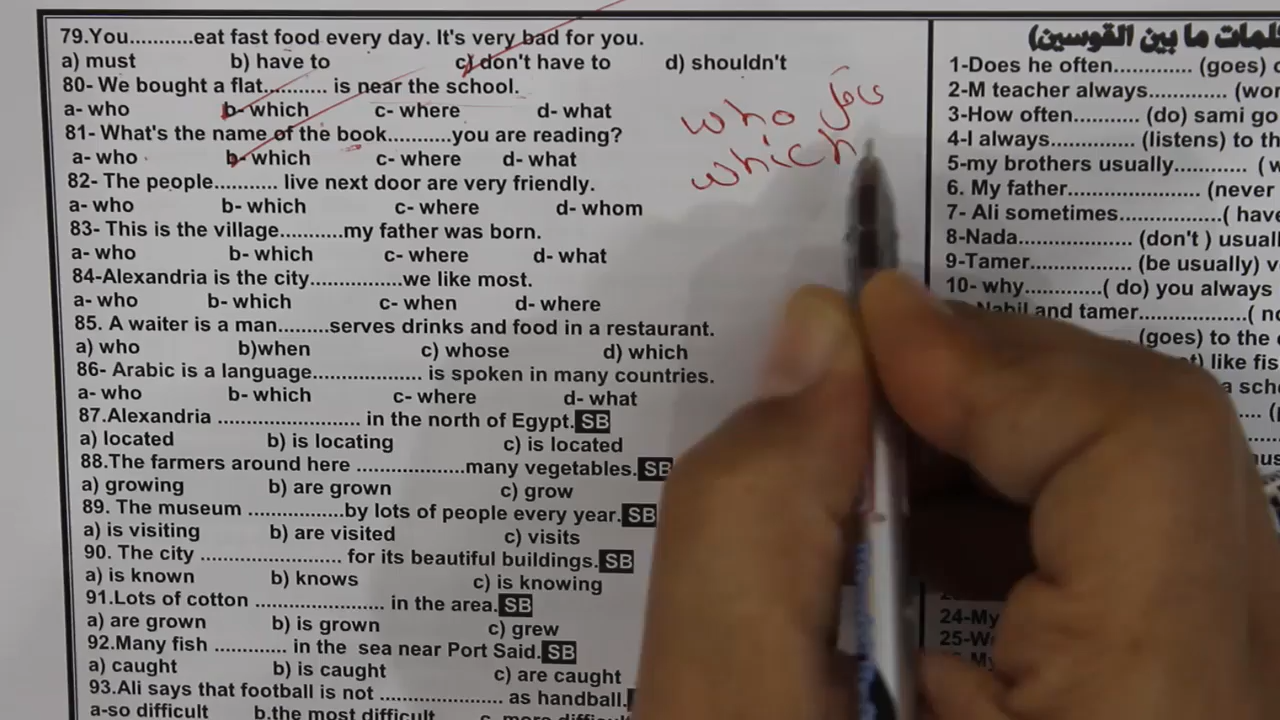 79.You..........eat fast food every day. It's very bad for you.
a) must b) have to c) don't have to d) shouldn't
80- We bought a flat.......... is near the school.
a- who b- which c- where d- what
81- What's the name of the book..........you are reading?
a- who b- which c- where d- what
82- The people.......... live next door are very friendly.
a- who b- which c- where d- whom
83- This is the village..........my father was born.
a- who b- which c- where d- what
84-Alexandria is the city...............we like most.
a- who b- which c- when d- where
85. A waiter is a man........serves drinks and food in a restaurant.
a) who b)when c) whose d) which
86- Arabic is a language.................. is spoken in many countries.
a- who b- which c- where d- what
87.Alexandria ....................... in the north of Egypt. SB
a) located b) is locating c) is located
88.The farmers around here .................many vegetables. SB
a) growing b) are grown c) grow
89. The museum ...............by lots of people every year. SB
a) is visiting b) are visited c) visits
90. The city ...................... for its beautiful buildings. SB
a) is known b) knows c) is knowing
91.Lots of cotton ..................... in the area. SB
a) are grown b) is grown c) grew
92.Many fish ............ in the sea near Port Said. SB
a) caught b) is caught c) are caught
93.Ali says that football is not .................... as handball.
a-so difficult b.the most difficult
who عاقل
which
ما بين القوسين)
1-Does he often............. (goes)
2-M teacher always.............
3-How often........... (do) sami go
4-I always.............. (listens) to
5-my brothers usually...........
6. My father....................... (never
7- Ali sometimes................(
8-Nada.................. (don't )
9-Tamer.................. (be usually)
10- why...........( do) you always
and tamer.................(
(goes) to the
like
24-My